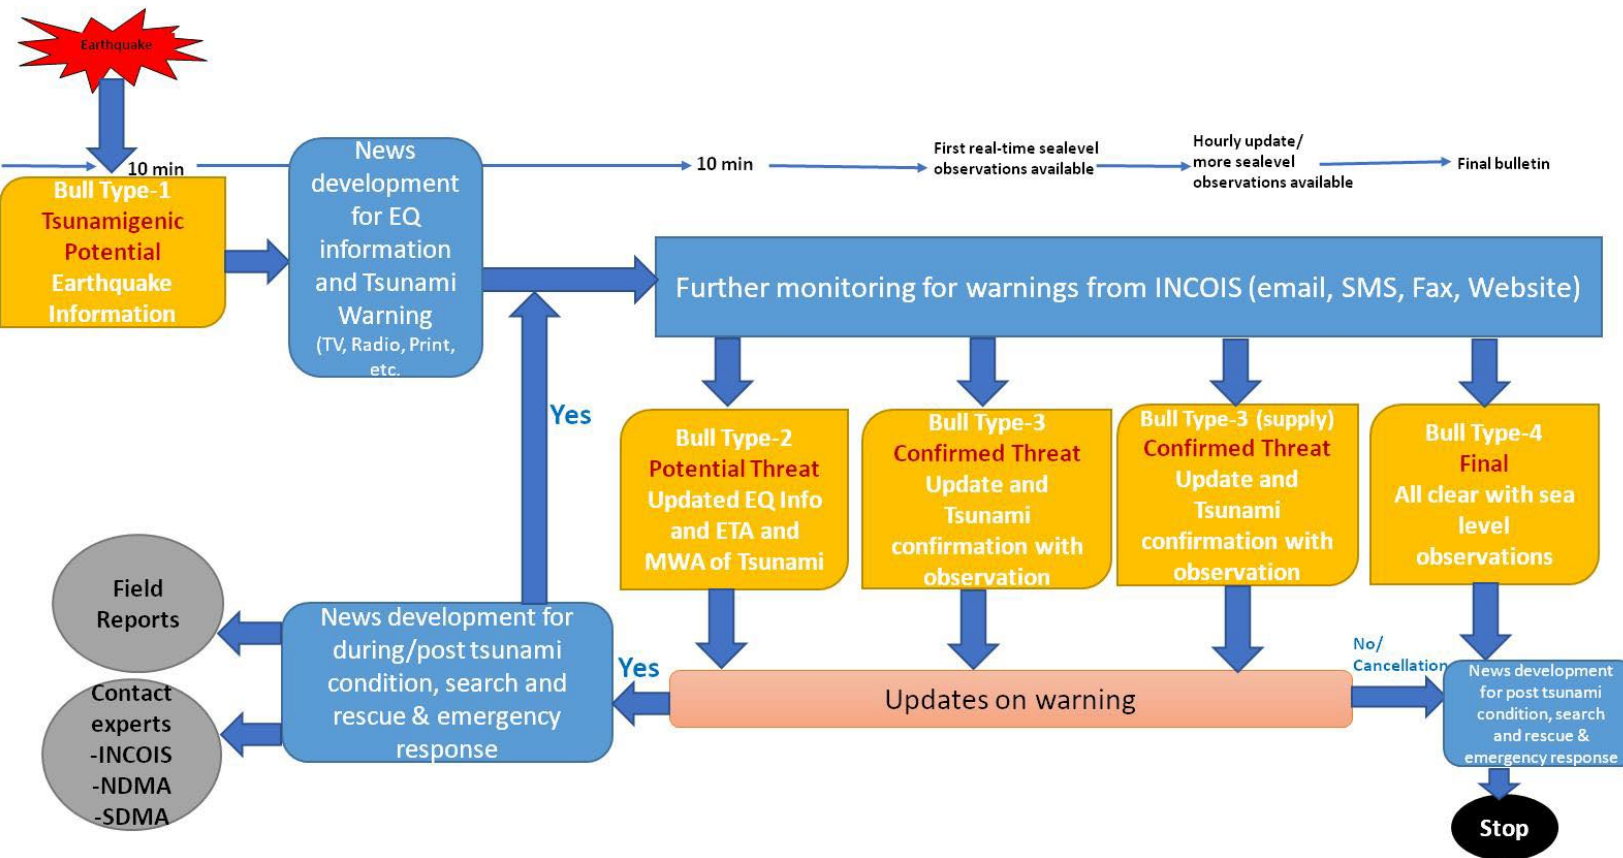 Earthquake
10 min
10 min
First real-time sealevel
observations available
Hourly update/
more sealevel
observations available
Final bulletin
Bull Type-1
Tsunamigenic
Potential
Earthquake
Information
News
development
for EQ
information
and Tsunami
Warning
(TV, Radio, Print,
etc.
Further monitoring for warnings from INCOIS (email, SMS, Fax, Website)
Yes
Bull Type-2
Potential Threat
Updated EQ Info
and ETA and
MWA of Tsunami
Bull Type-3
Confirmed Threat
Update and
Tsunami
confirmation with
observation
Bull Type-3 (supply)
Confirmed Threat
Update and
Tsunami
confirmation with
observation
Bull Type-4
Final
All clear with sea
level
observations
Field
Reports
Contact
experts
-INCOIS
-NDMA
-SDMA
News development for
during/post tsunami
condition, search and
rescue & emergency
response
Yes
Updates on warning
No/
Cancellation
News development
for post tsunami
condition, search
and rescue &
emergency response
Stop